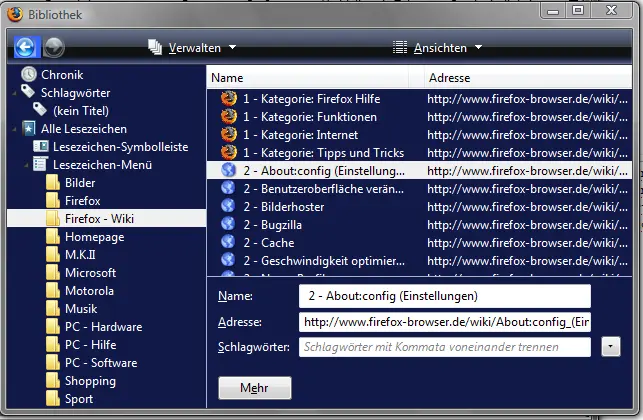 Bibliothek
Verwalten
Ansichten
Chronik
Schlagwörter
(kein Titel)
Alle Lesezeichen
Lesezeichen-Symbolleiste
Lesezeichen-Menü
Bilder
Firefox
Firefox - Wiki
Homepage
M.K.II
Microsoft
Motorola
Musik
PC - Hardware
PC - Hilfe
PC - Software
Shopping
Sport
Name Adresse
1 - Kategorie: Firefox Hilfe http://www.firefox-browser.de/wiki/...
1 - Kategorie: Funktionen http://www.firefox-browser.de/wiki/...
1 - Kategorie: Internet http://www.firefox-browser.de/wiki/...
1 - Kategorie: Tipps und Tricks http://www.firefox-browser.de/wiki/...
2 - About:config (Einstellung... http://www.firefox-browser.de/wiki/...
2 - Benutzeroberfläche verän... http://www.firefox-browser.de/wiki/...
2 - Bilderhoster http://www.firefox-browser.de/wiki/...
2 - Bugzilla http://www.firefox-browser.de/wiki/...
2 - Cache http://www.firefox-browser.de/wiki/...
2 - Geschwindigkeit optimier... http://www.firefox-browser.de/wiki/...
Name: 2 - About:config (Einstellungen)
Adresse: http://www.firefox-browser.de/wiki/About:config_(Ein
Schlagwörter: Schlagwörter mit Kommata voneinander trennen
Mehr